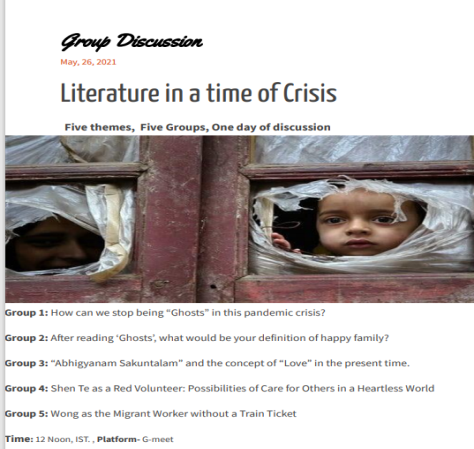 Group Discussion
May, 26, 2021
Literature in a time of Crisis
Five themes, Five Groups, One day of discussion
Group 1: How can we stop being “Ghosts” in this pandemic crisis?
Group 2: After reading ‘Ghosts’, what would be your definition of happy family?
Group 3: “Abhigyanam Sakuntalam” and the concept of “Love” in the present time.
Group 4: Shen Te as a Red Volunteer: Possibilities of Care for Others in a Heartless World
Group 5: Wong as the Migrant Worker without a Train Ticket
Time: 12 Noon, IST. , Platform- G-meet